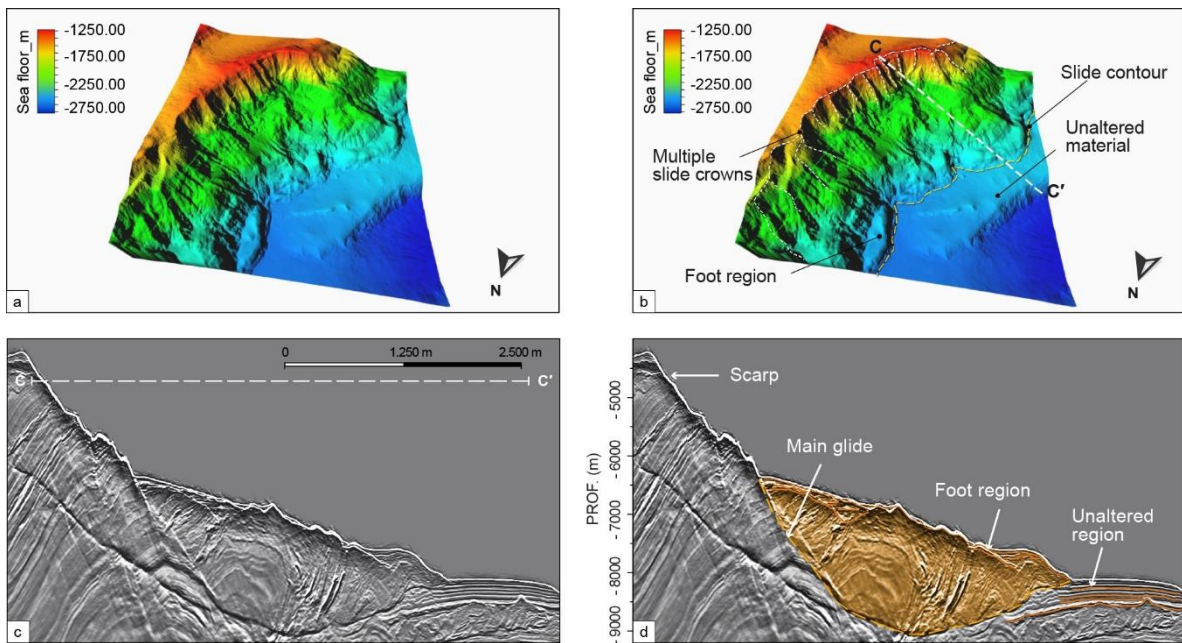 Sea floor_m
-1250.00
-1750.00
-2250.00
-2750.00
N
a
Sea floor_m
-1250.00
-1750.00
-2250.00
-2750.00
C
Slide contour
Unaltered
material
Multiple
slide crowns
C'
Foot region
N
b
0
1.250 m
2.500 m
C
C'
c
PROF. (m)
-5000
-6000
-7000
-8000
-9000
Scarp
Main glide
Foot region
Unaltered
region
d